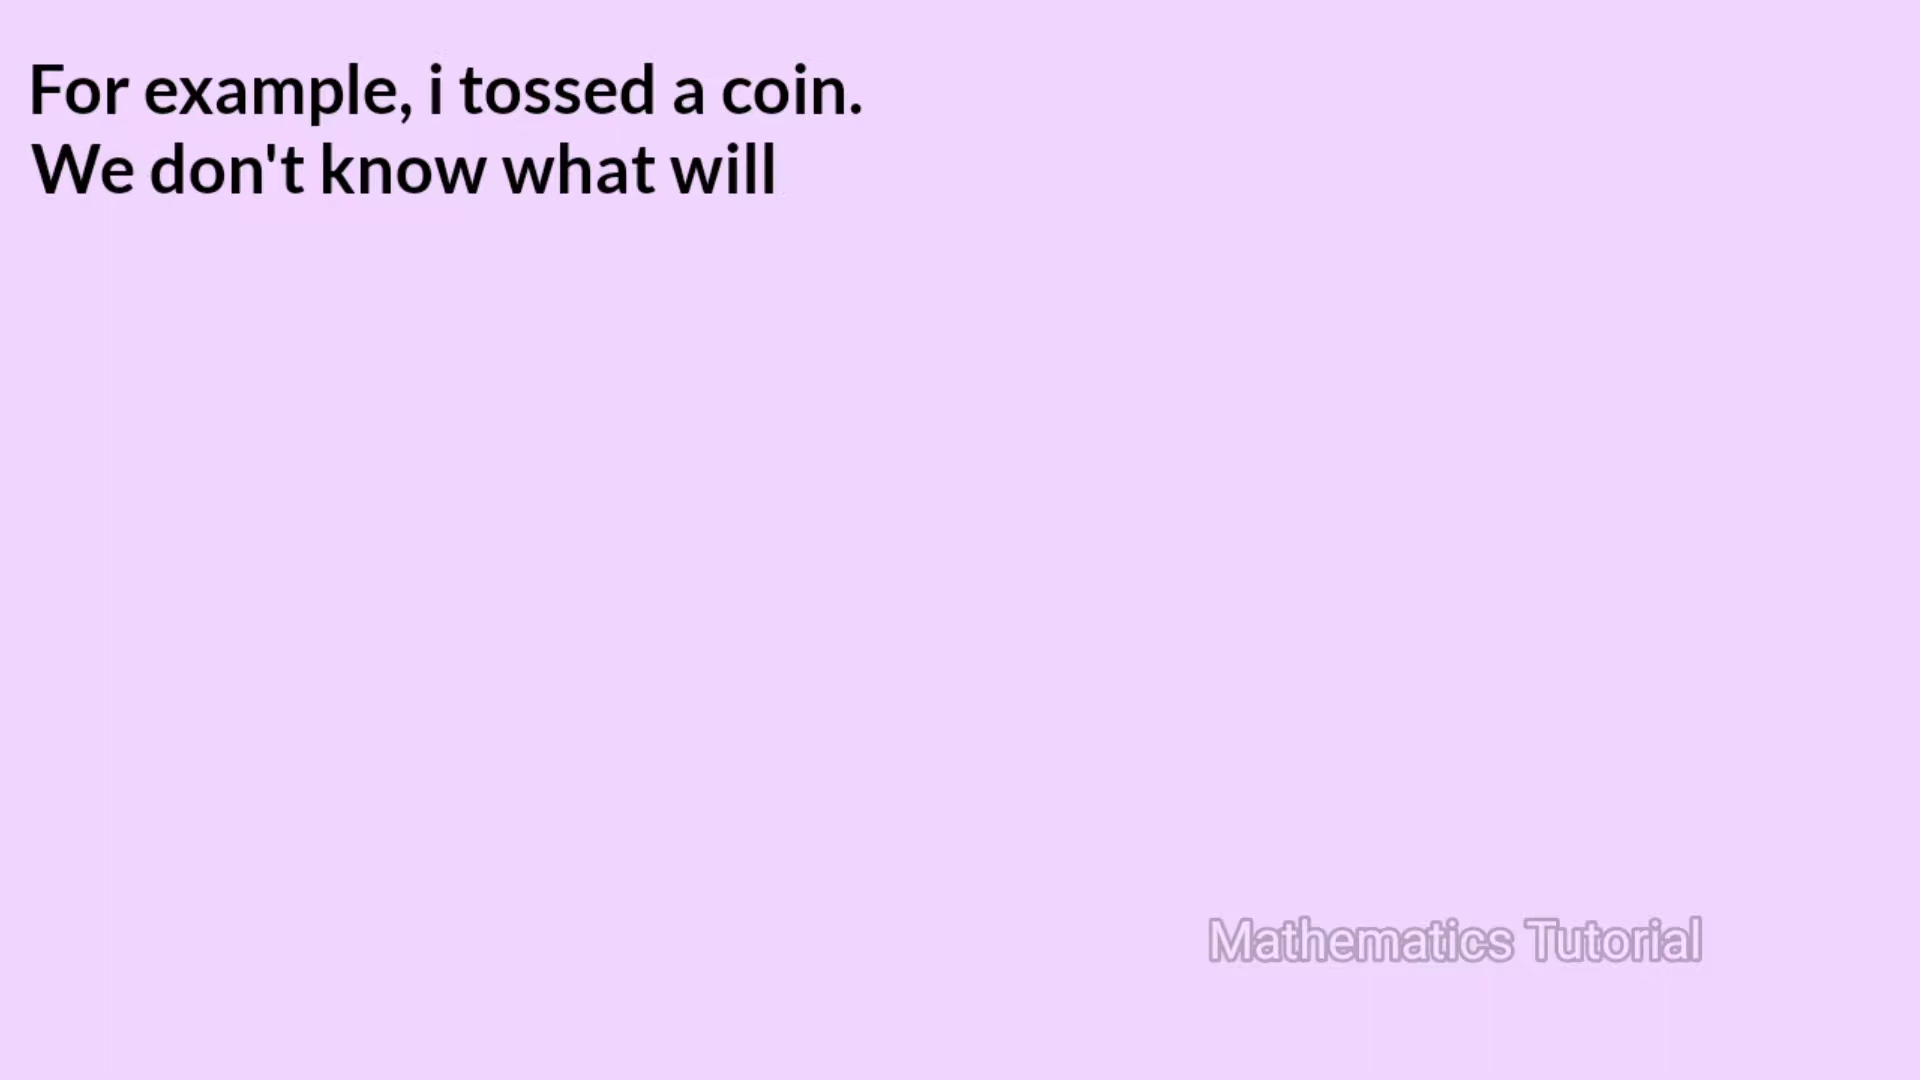 For example, i tossed a coin.
We don't know what will
Mathematics Tutorial